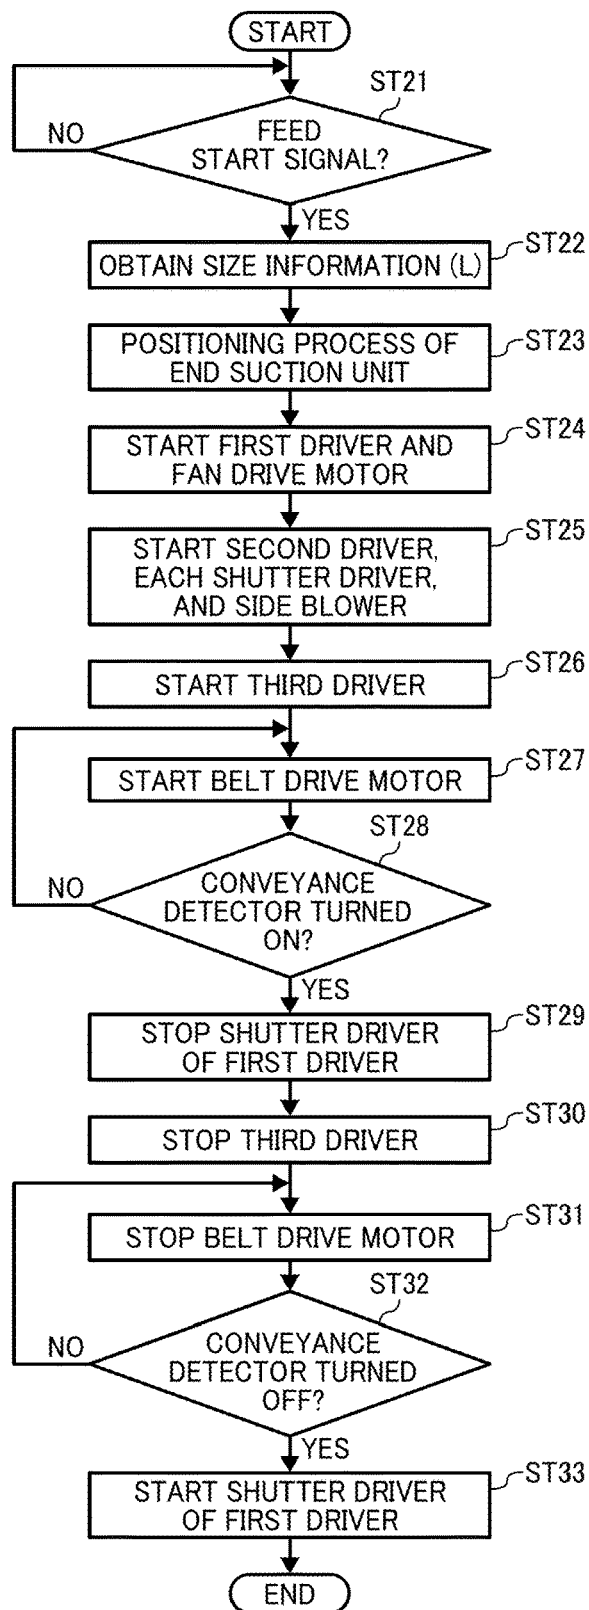 START
ST21
FEED
START SIGNAL?
NO
YES
ST22
OBTAIN SIZE INFORMATION (L)
ST23
POSITIONING PROCESS OF
END SUCTION UNIT
ST24
START FIRST DRIVER AND
FAN DRIVE MOTOR
ST25
START SECOND DRIVER,
EACH SHUTTER DRIVER,
AND SIDE BLOWER
ST26
START THIRD DRIVER
ST27
START BELT DRIVE MOTOR
ST28
CONVEYANCE
DETECTOR TURNED
ON?
NO
YES
ST29
STOP SHUTTER DRIVER
OF FIRST DRIVER
ST30
STOP THIRD DRIVER
ST31
STOP BELT DRIVE MOTOR
ST32
CONVEYANCE
DETECTOR TURNED
OFF?
NO
YES
ST33
START SHUTTER DRIVER
OF FIRST DRIVER
END